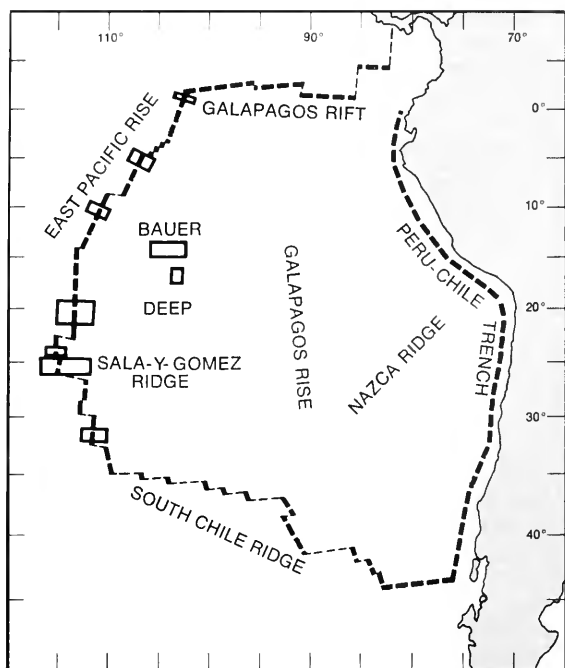 110° 90° 70°
GALAPAGOS RIFT
0°
EAST PACIFIC RISE
10°
BAUER
DEEP
PERU-CHILE
TRENCH
20°
GALAPAGOS RISE
NAZCA RIDGE
SALA-Y-GOMEZ
RIDGE
30°
SOUTH CHILE RIDGE
40°